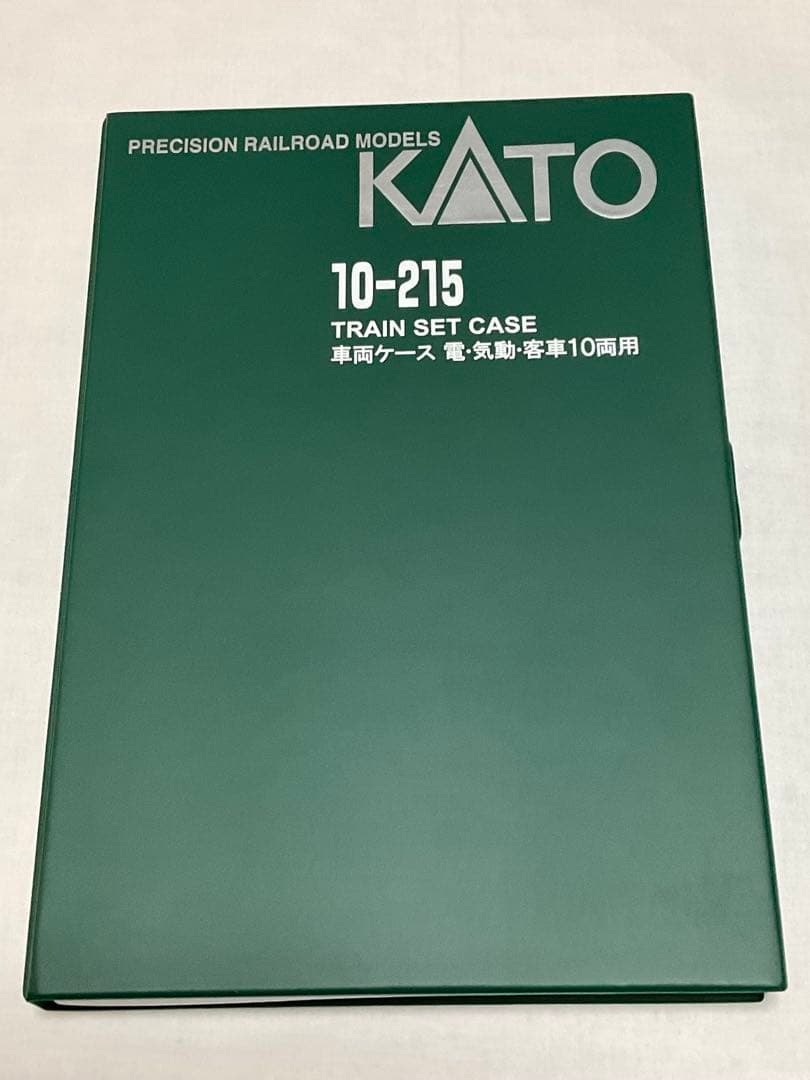 PRECISION RAILROAD MODELS
KATO
10-215
TRAIN SET CASE
車両ケース 電・気動・客車10両用